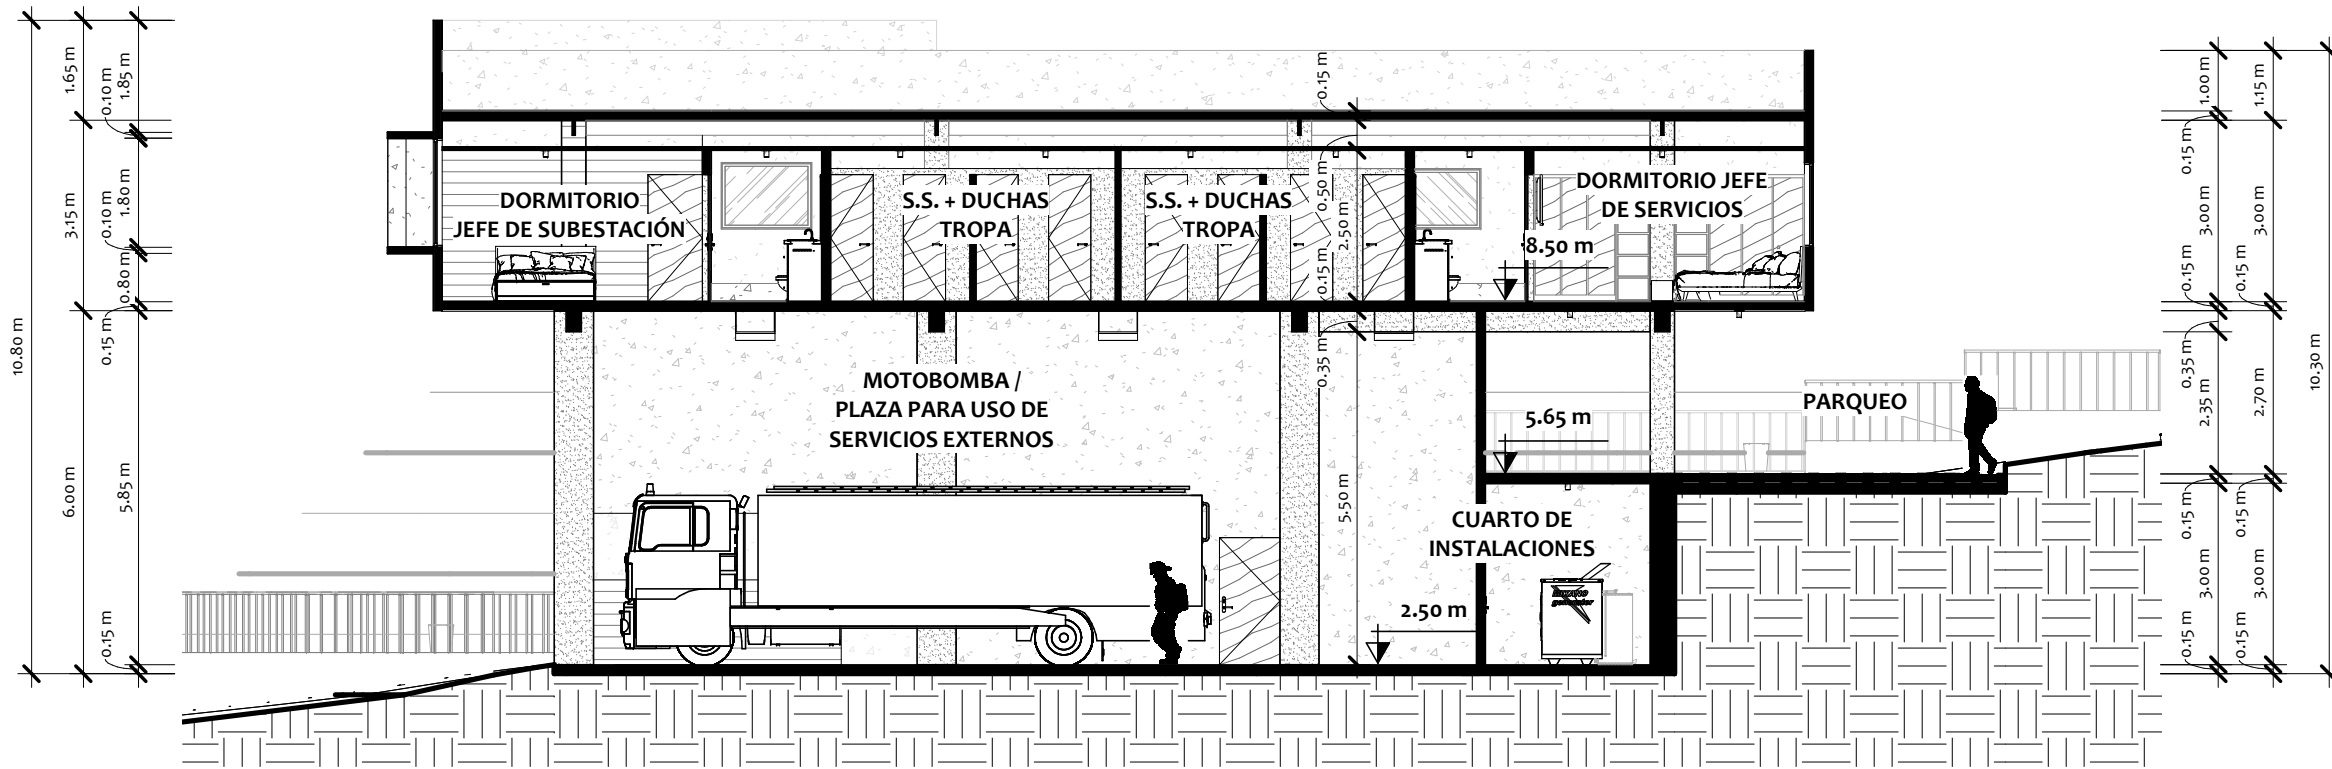 DORMITORIO
JEFE DE SUBESTACIÓN
S.S. + DUCHAS
TROPA
S.S. + DUCHAS
TROPA
DORMITORIO JEFE
DE SERVICIOS
8.50 m
MOTOBOMBA /
PLAZA PARA USO DE
SERVICIOS EXTERNOS
5.65 m
PARQUEO
CUARTO DE
INSTALACIONES
2.50 m
10.80 m
1.65 m
3.15 m
6.00 m
1.85 m
0.10 m
1.80 m
0.10 m
0.80 m
0.15 m
5.85 m
0.15 m
0.15 m
0.50 m
2.50 m
0.15 m
0.35 m
5.50 m
1.00 m
0.15 m
3.00 m
0.15 m
0.35 m
2.35 m
0.15 m
3.00 m
0.15 m
1.15 m
3.00 m
0.15 m
2.70 m
0.15 m
3.00 m
0.15 m
10.30 m